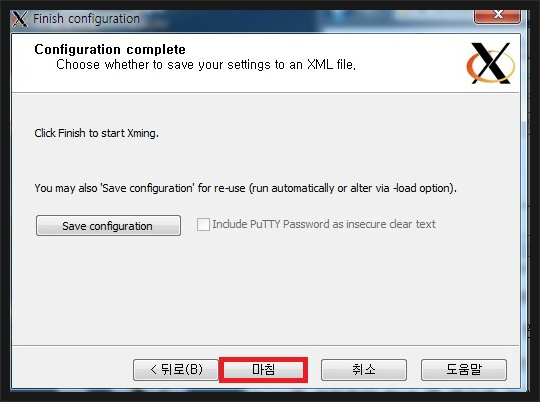 Finish configuration
Configuration complete
Choose whether to save your settings to an XML file.
Click Finish to start Xming.
You may also 'Save configuration' for re-use (run automatically or alter via -load option).
Save configuration
Include PuTTY Password as insecure clear text
< 뒤로(B)
마침
취소
도움말